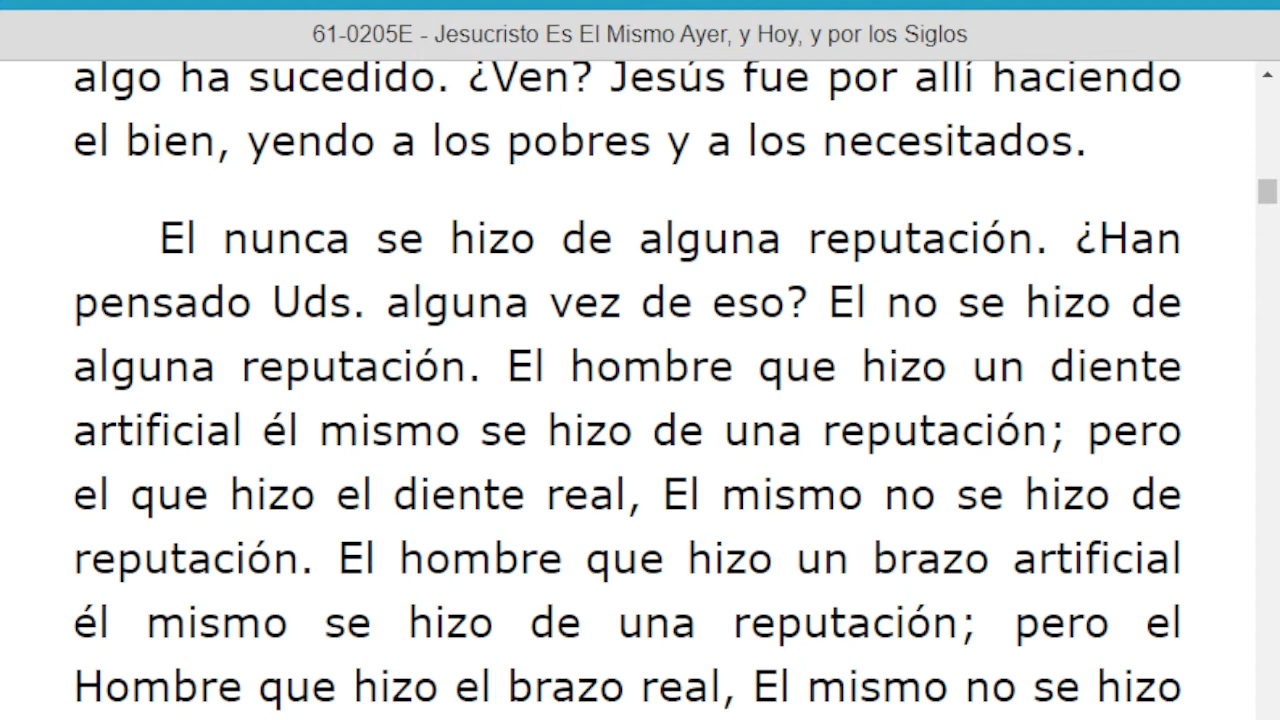 61-0205E - Jesucristo Es El Mismo Ayer, y Hoy, y por los Siglos
algo ha sucedido. ¿Ven? Jesús fue por allí haciendo
el bien, yendo a los pobres y a los necesitados.
El nunca se hizo de alguna reputación. ¿Han
pensado Uds. alguna vez de eso? El no se hizo de
alguna reputación. El hombre que hizo un diente
artificial él mismo se hizo de una reputación; pero
el que hizo el diente real, El mismo no se hizo de
reputación. El hombre que hizo un brazo artificial
él mismo se hizo de una reputación; pero el
Hombre que hizo el brazo real, El mismo no se hizo